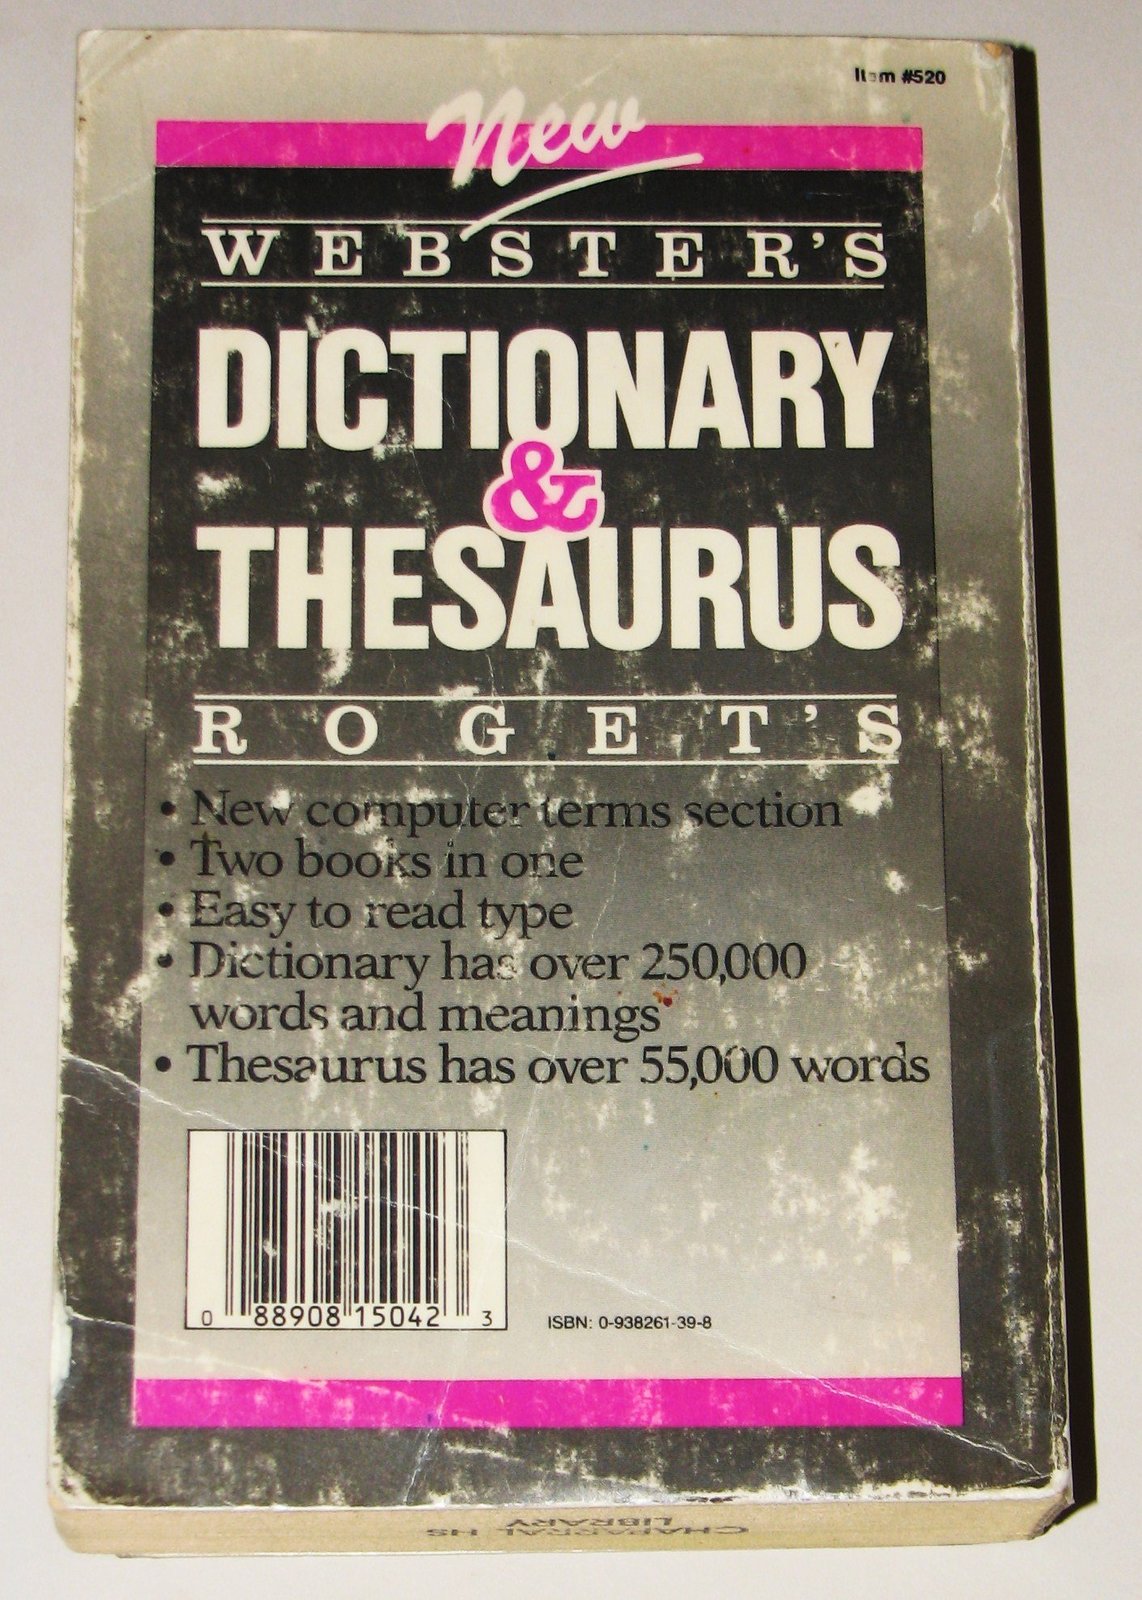 Item #520
New
WEBSTER'S
DICTIONARY
&
THESAURUS
ROGET'S
• New computer terms section
• Two books in one
• Easy to read type
• Dictionary has over 250,000
words and meanings
• Thesaurus has over 55,000 words
0 88908 15042 3
ISBN: 0-938261-39-8
CHAPARRAL HS
LIBRARY